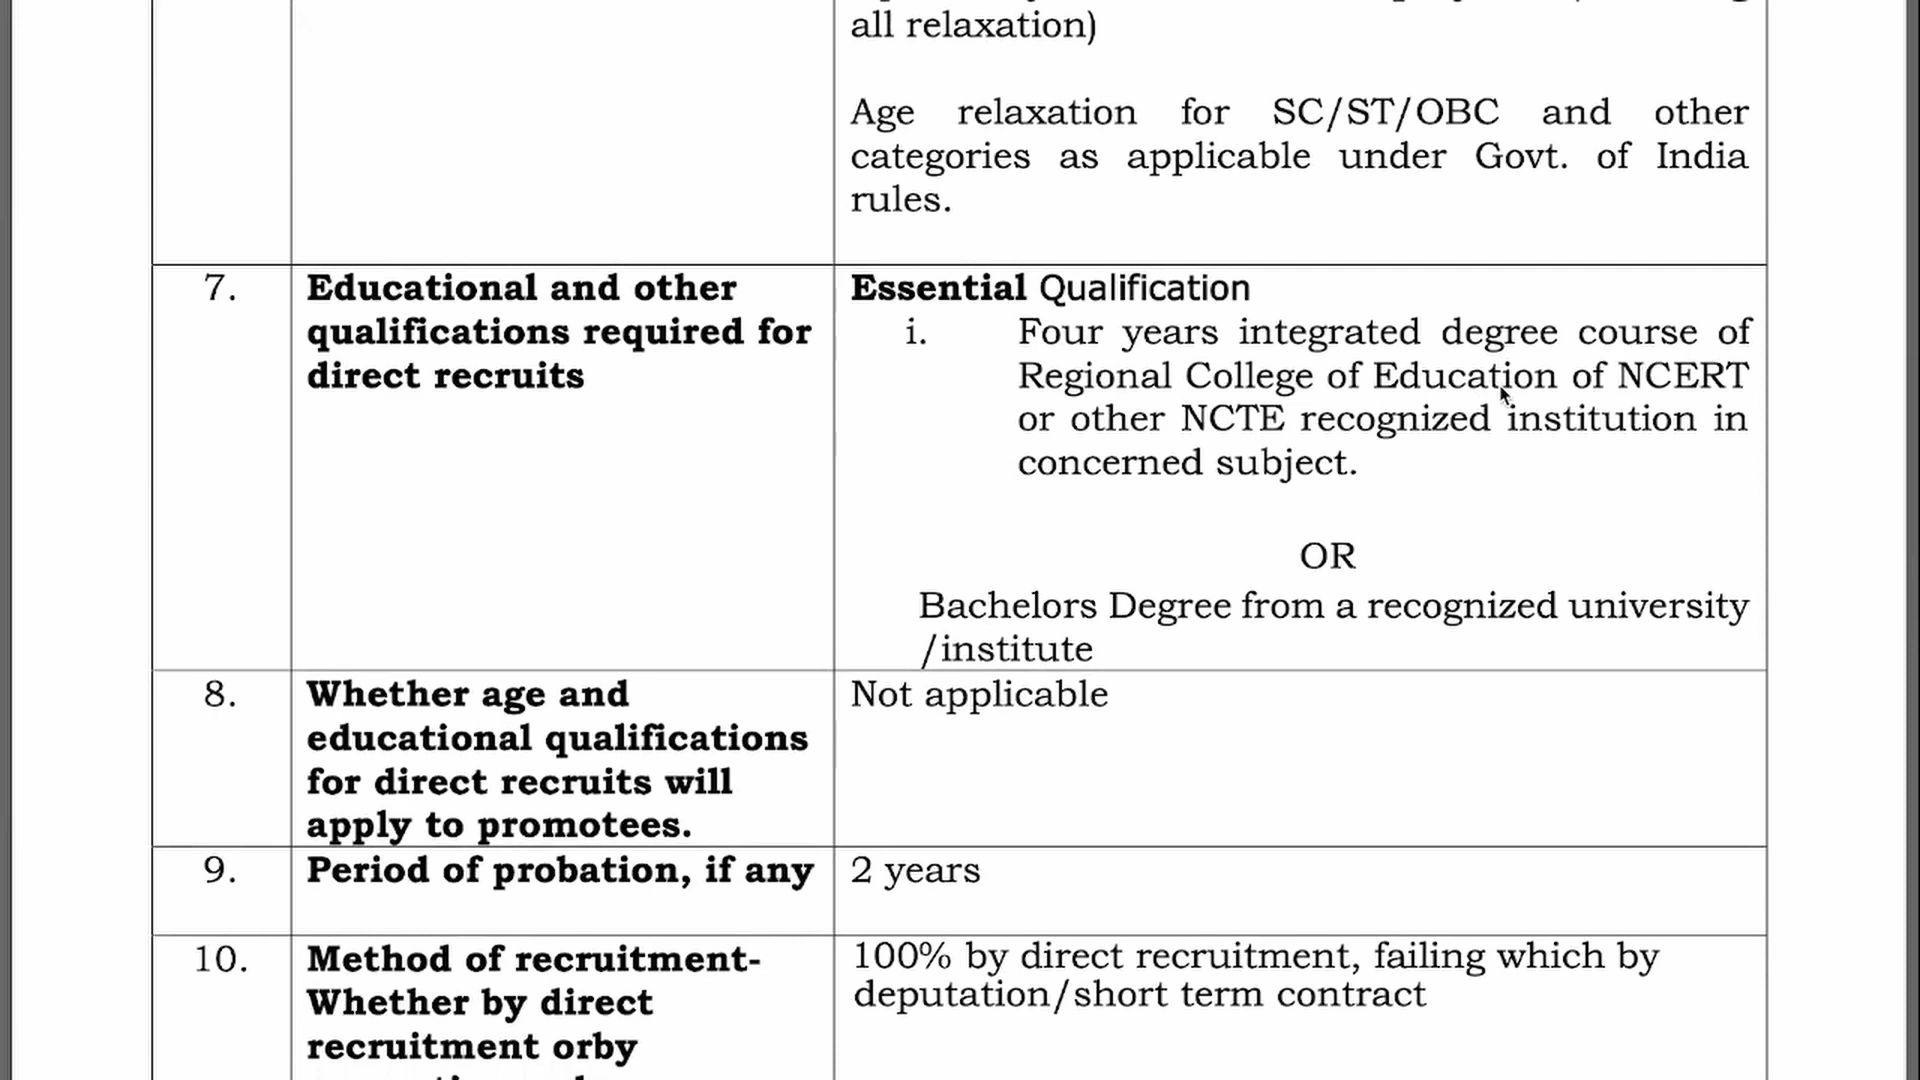 all relaxation)
Age relaxation for SC/ST/OBC and other
categories as applicable under Govt. of India
rules.
7.
Educational and other
qualifications required for
direct recruits
Essential Qualification
i. Four years integrated degree course of
Regional College of Education of NCERT
or other NCTE recognized institution in
concerned subject.
OR
Bachelors Degree from a recognized university
/institute
8.
Whether age and
educational qualifications
for direct recruits will
apply to promotees.
Not applicable
9.
Period of probation, if any
2 years
10.
Method of recruitment-
Whether by direct
recruitment orby
100% by direct recruitment, failing which by
deputation/short term contract